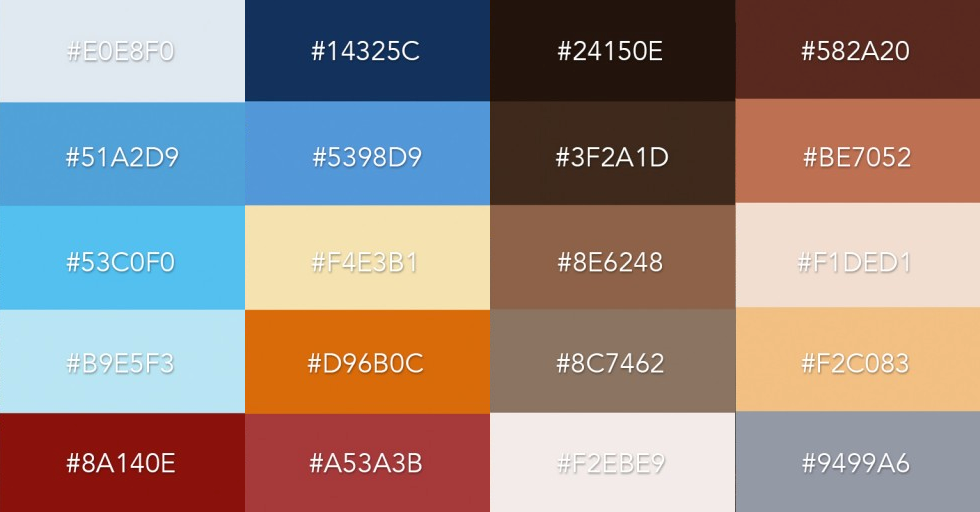 #E0E8F0
#14325C
#24150E
#582A20
#51A2D9
#5398D9
#3F2A1D
#BE7052
#53C0F0
#F4E3B1
#8E6248
#F1DED1
#B9E5F3
#D96B0C
#8C7462
#F2C083
#8A140E
#A53A3B
#F2EBE9
#9499A6